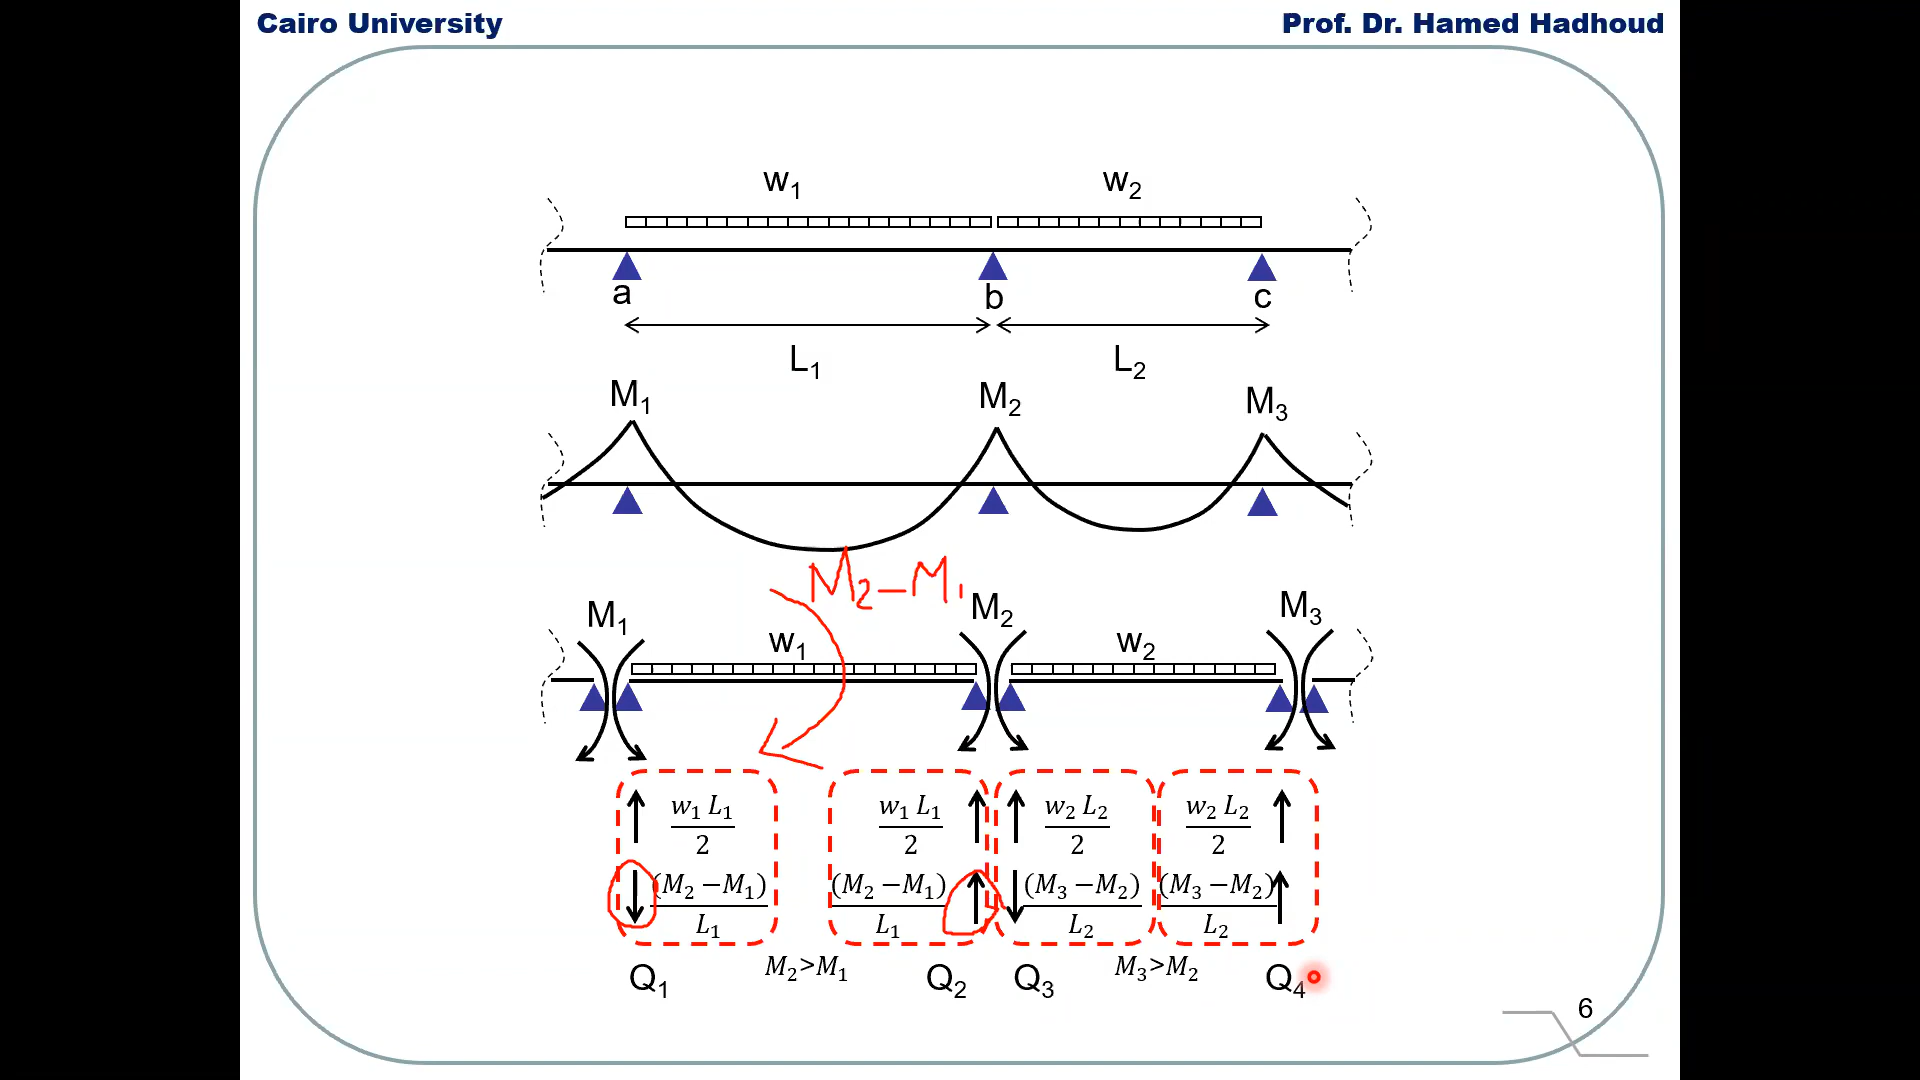 Cairo University
Prof. Dr. Hamed Hadhoud
w₁ w₂
a b c
L₁ L₂
M₁ M₂ M₃
M₂-M₁
M₁ M₂ M₃
w₁ w₂
w₁ L₁/2 w₁ L₁/2 w₂ L₂/2 w₂ L₂/2
(M₂ −M₁)/L₁ (M₂ −M₁)/L₁ (M₃ −M₂)/L₂ (M₃ −M₂)/L₂
M₂>M₁ M₃>M₂
Q₁ Q₂ Q₃ Q₄
6